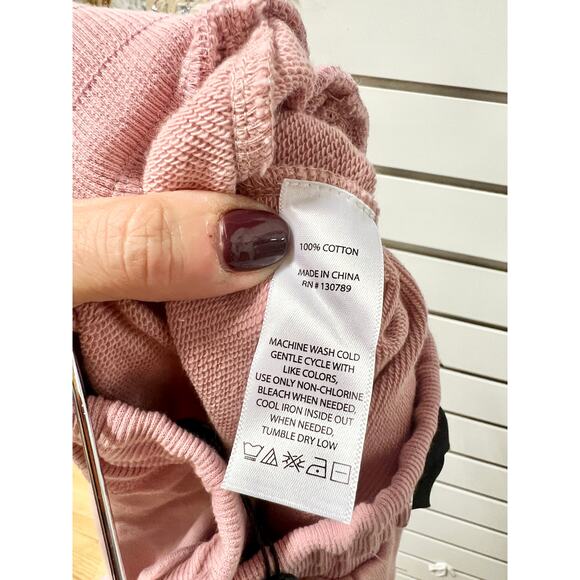 100% COTTON
MADE IN CHINA
RN # 130789
MACHINE WASH COLD
GENTLE CYCLE WITH
LIKE COLORS,
USE ONLY NON-CHLORINE
BLEACH WHEN NEEDED,
COOL IRON INSIDE OUT
WHEN NEEDED,
TUMBLE DRY LOW